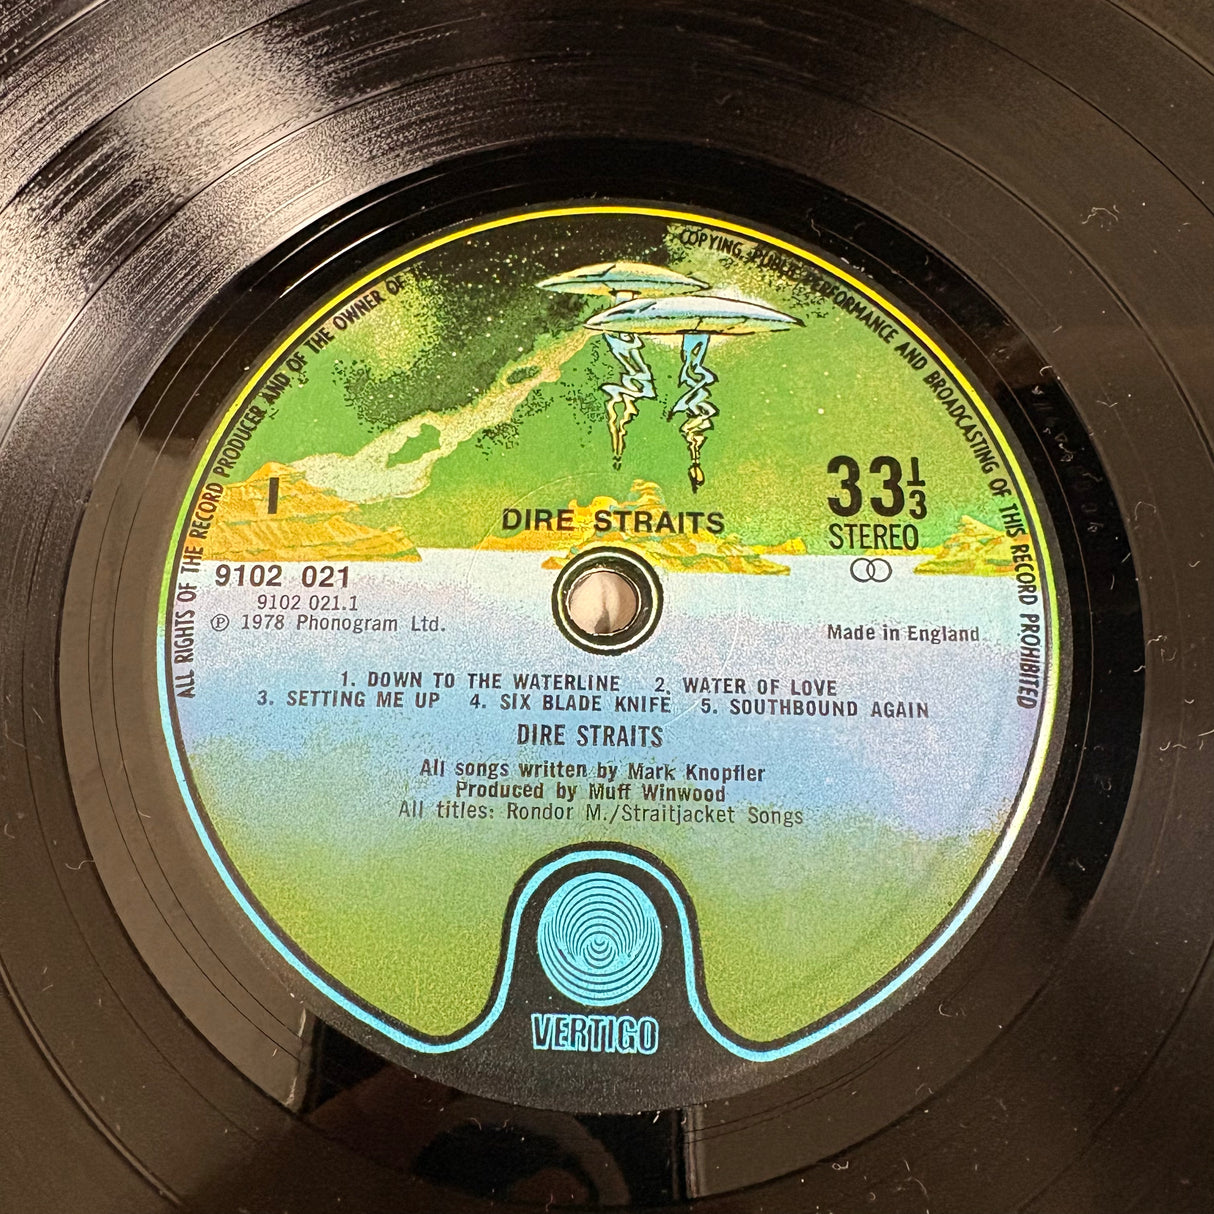 ALL RIGHTS OF THE RECORD PRODUCER AND OF THE OWNER OF
COPYING, PUBLIC PERFORMANCE AND BROADCASTING OF THIS RECORD PROHIBITED
I
DIRE STRAITS
33 1/3
STEREO
9102 021
9102 021.1
℗ 1978 Phonogram Ltd.
Made in England
1. DOWN TO THE WATERLINE 2. WATER OF LOVE
3. SETTING ME UP 4. SIX BLADE KNIFE 5. SOUTHBOUND AGAIN
DIRE STRAITS
All songs written by Mark Knopfler
Produced by Muff Winwood
All titles: Rondor M./Straitjacket Songs
VERTIGO